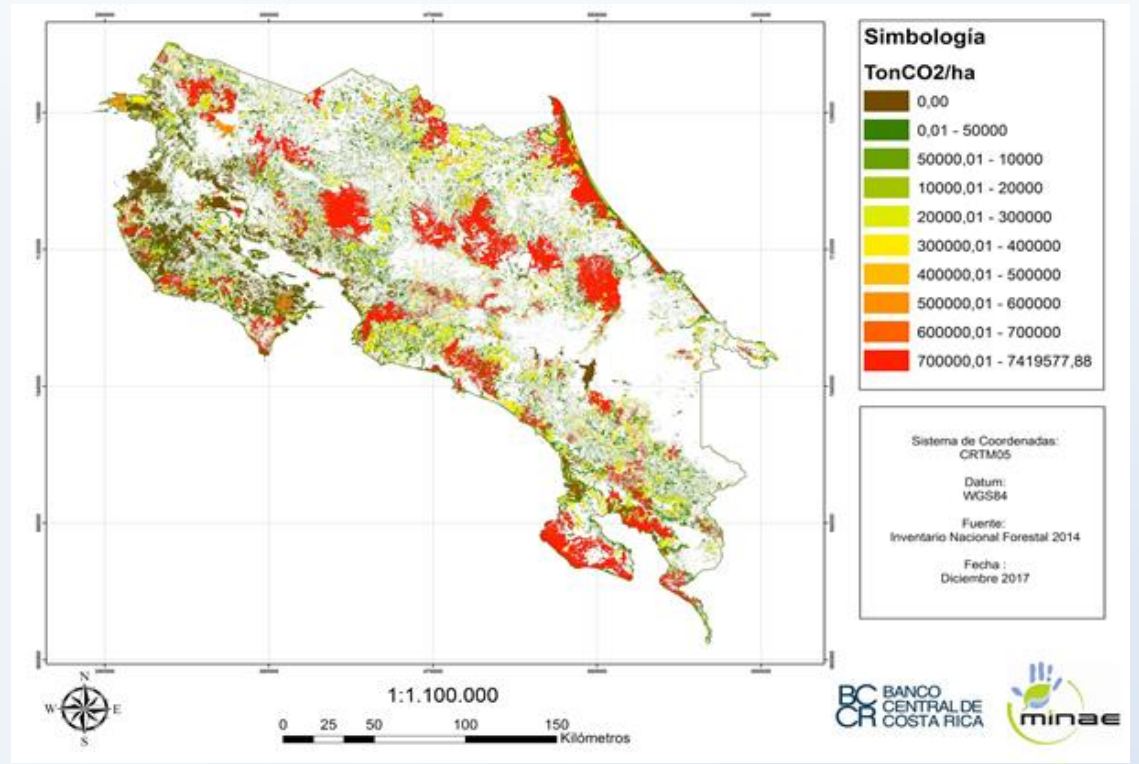 Simbología
TonCO2/ha
0,00
0,01 - 50000
50000,01 - 10000
10000,01 - 20000
20000,01 - 300000
300000,01 - 400000
400000,01 - 500000
500000,01 - 600000
600000,01 - 700000
700000,01 - 7419577,88
Sistema de Coordenadas:
CRTM05
Datum:
WGS84
Fuente:
Inventario Nacional Forestal 2014
Fecha :
Diciembre 2017
N
W E
S
1:1.100.000
0 25 50 100 150
Kilómetros
BC CR BANCO
CENTRAL DE
COSTA RICA
minae